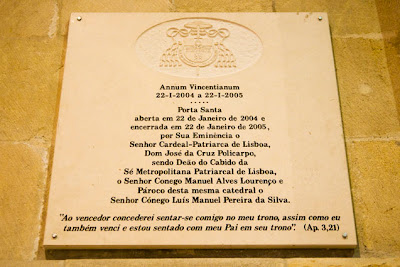 Annum Vincentianum
22-1-2004 a 22-1-2005
.....
Porta Santa
aberta em 22 de Janeiro de 2004 e
encerrada em 22 de Janeiro de 2005,
por Sua Eminência o
Senhor Cardeal-Patriarca de Lisboa,
Dom José da Cruz Policarpo,
sendo Deão do Cabido da
Sé Metropolitana Patriarcal de Lisboa,
o Senhor Conego Manuel Alves Lourenço e
Pároco desta mesma catedral o
Senhor Cónego Luís Manuel Pereira da Silva.
"Ao vencedor concederei sentar-se comigo no meu trono, assim como eu
também venci e estou sentado com meu Pai em seu trono". (Ap. 3,21)